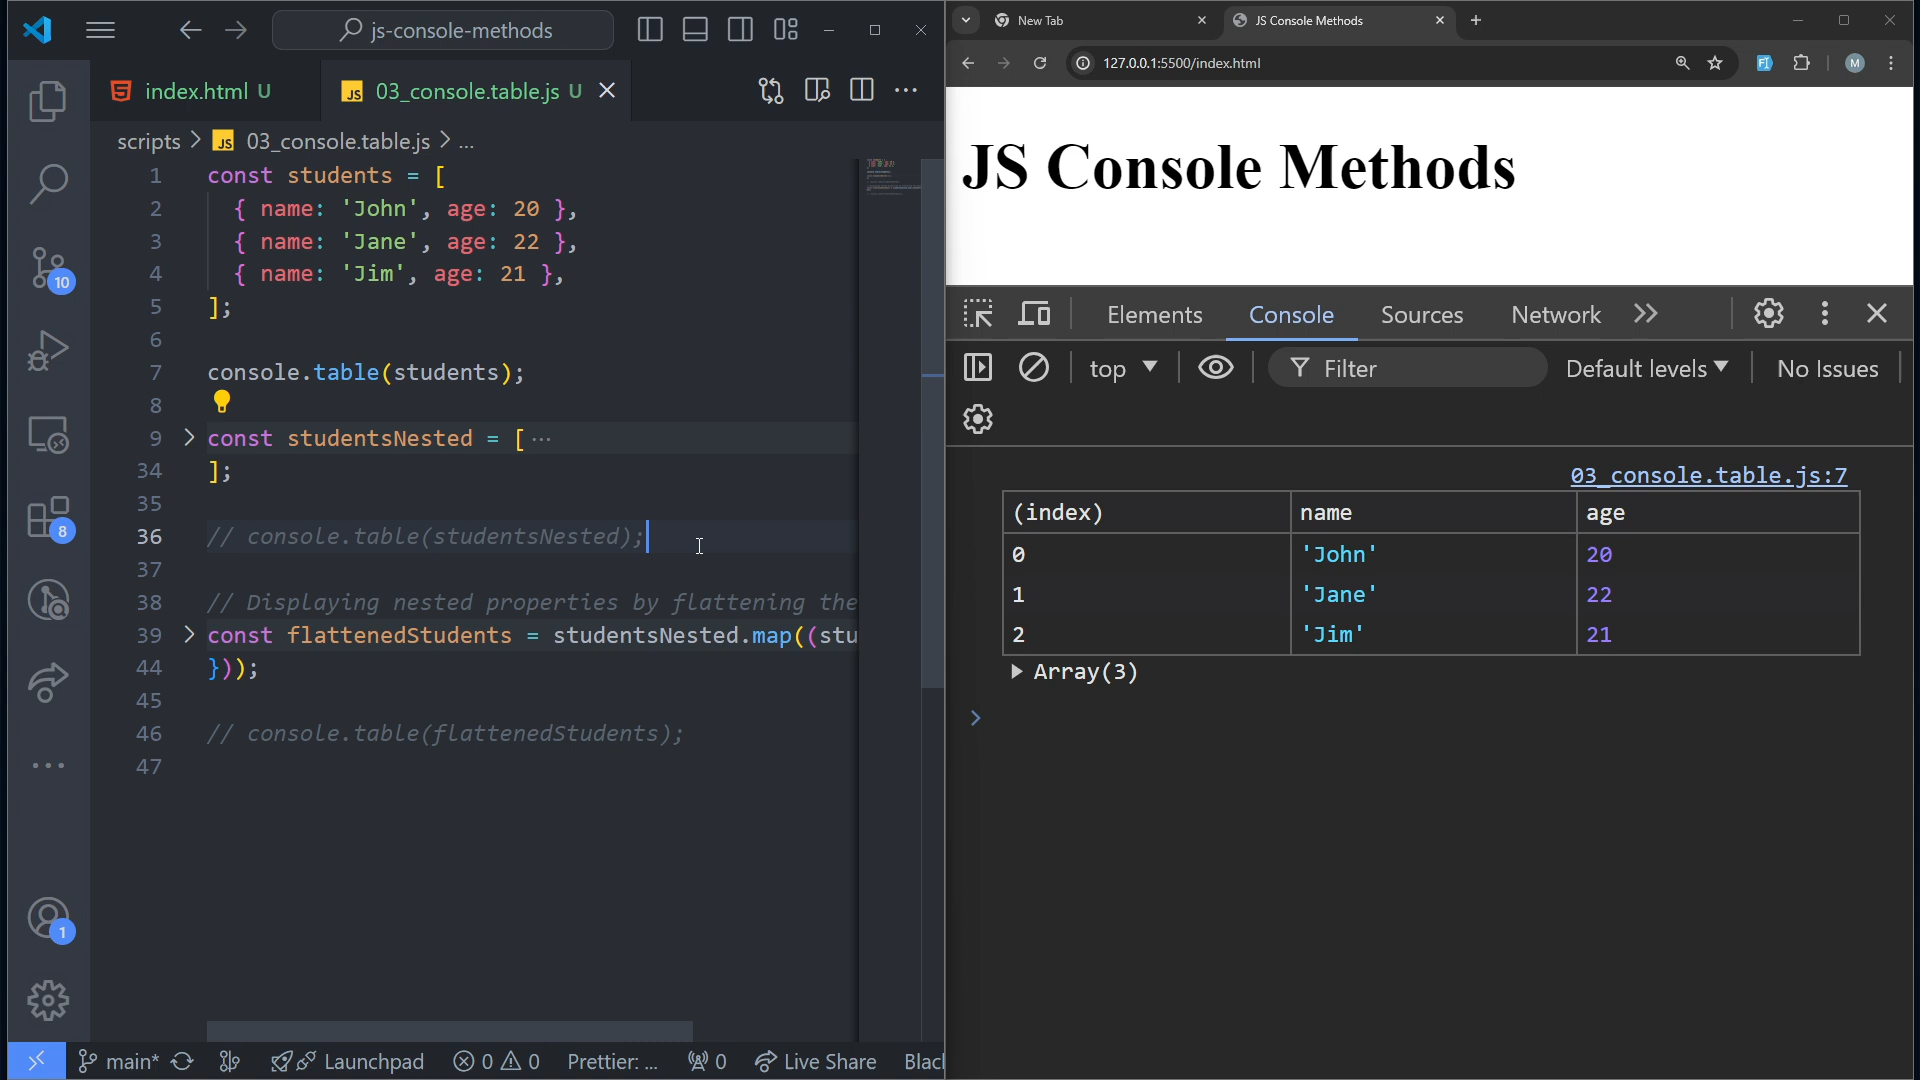 js-console-methods
index.html U
JS 03_console.table.js U
scripts > JS 03_console.table.js > ...
1 const students = [
2 { name: 'John', age: 20 },
3 { name: 'Jane', age: 22 },
4 { name: 'Jim', age: 21 },
5 ];
6
7 console.table(students);
8
9 const studentsNested = [ ...
34 ];
35
36 // console.table(studentsNested);
37
38 // Displaying nested properties by flattening the
39 const flattenedStudents = studentsNested.map((stu
44 }));
45
46 // console.table(flattenedStudents);
47
10
8
1
main* Launchpad 0 0 Prettier: ... 0 Live Share Blac
New Tab
JS Console Methods
127.0.0.1:5500/index.html
M
JS Console Methods
Elements Console Sources Network
top Filter Default levels No Issues
03_console.table.js:7
(index) name age
0 'John' 20
1 'Jane' 22
2 'Jim' 21
Array(3)